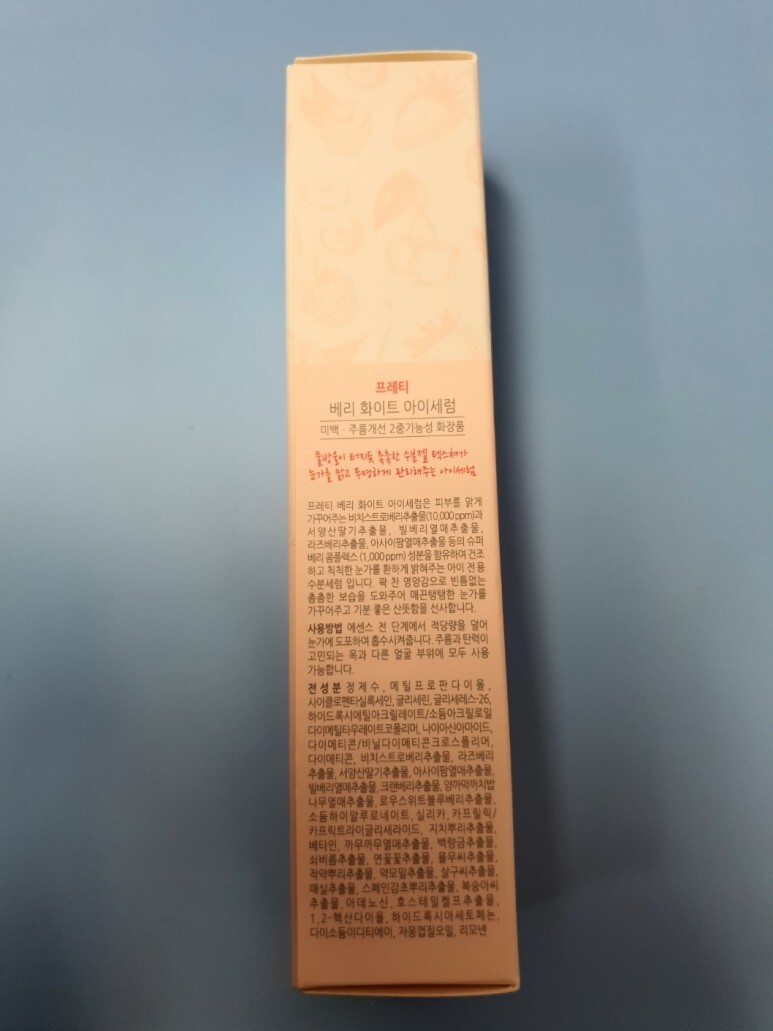 프레티
베리 화이트 아이세럼
미백 · 주름개선 2중기능성 화장품
물방울이 터지듯 촉촉한 수분젤 텍스쳐가
눈가를 맑고 투명하게 관리해주는 아이세럼
프레티 베리 화이트 아이세럼은 피부를 맑게
가꾸어주는 비치스트로베리추출물(10,000ppm)과
서양산딸기추출물, 빌베리열매추출물,
라즈베리추출물, 아사이팜열매추출물 등의 슈퍼
베리 콤플렉스 (1,000ppm) 성분을 함유하여 건조
하고 칙칙한 눈가를 환하게 밝혀주는 아이 전용
수분세럼 입니다. 꽉 찬 영양감으로 빈틈없는
촘촘한 보습을 도와주어 매끈탱탱한 눈가를
가꾸어주고 기분 좋은 산뜻함을 선사합니다.
사용방법 에센스 전 단계에서 적당량을 덜어
눈가에 도포하여 흡수시켜줍니다. 주름과 탄력이
고민되는 목과 다른 얼굴 부위에 모두 사용
가능합니다.
전성분 정제수, 메틸프로판다이올,
사이클로펜타실록세인, 글리세린, 글리세레스-26,
하이드록시에틸아크릴레이트/소듐아크릴로일
다이메틸타우레이트코폴리머, 나이아신아마이드,
다이메티콘/비닐다이메티콘크로스폴리머,
다이메티콘, 비치스트로베리추출물, 라즈베리
추출물, 서양산딸기추출물, 아사이팜열매추출물,
빌베리열매추출물, 크랜베리추출물, 양까막까치밥
나무열매추출물, 로우스위트블루베리추출물,
소듐하이알루로네이트, 실리카, 카프릴릭/
카프릭트라이글리세라이드, 지치뿌리추출물,
베타인, 까무까무열매추출물, 백량금추출물,
쇠비름추출물, 연꽃꽃추출물, 율무씨추출물,
작약뿌리추출물, 약모밀추출물, 살구씨추출물,
매실추출물, 스페인감초뿌리추출물, 복숭아씨
추출물, 아데노신, 호스테일켈프추출물,
1,2-헥산다이올, 하이드록시아세토페논,
다이소듐이디티에이, 자몽껍질오일, 리모넨